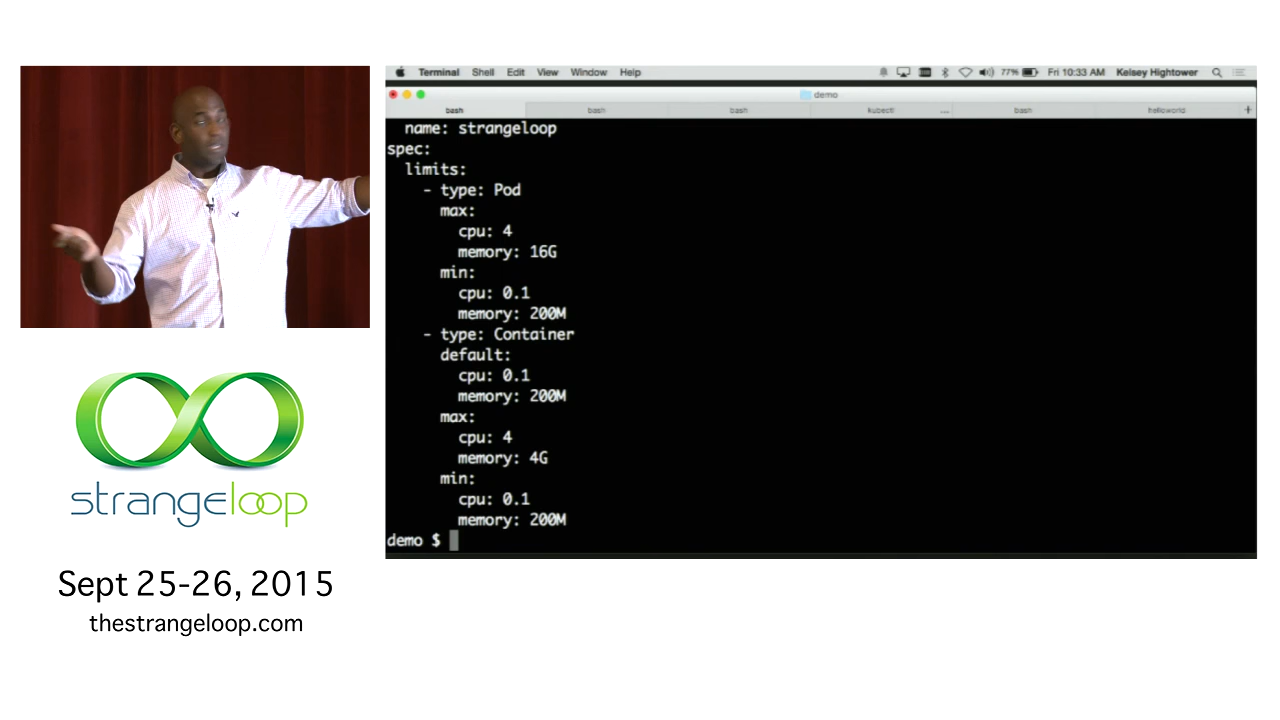 Terminal Shell Edit View Window Help 77% Fri 10:33 AM Kelsey Hightower
demo
bash bash bash kubectl ... bash helloworld +
name: strangeloop
spec:
limits:
- type: Pod
max:
cpu: 4
memory: 16G
min:
cpu: 0.1
memory: 200M
- type: Container
default:
cpu: 0.1
memory: 200M
max:
cpu: 4
memory: 4G
min:
cpu: 0.1
memory: 200M
demo $
strangeloop
Sept 25-26, 2015
thestrangeloop.com